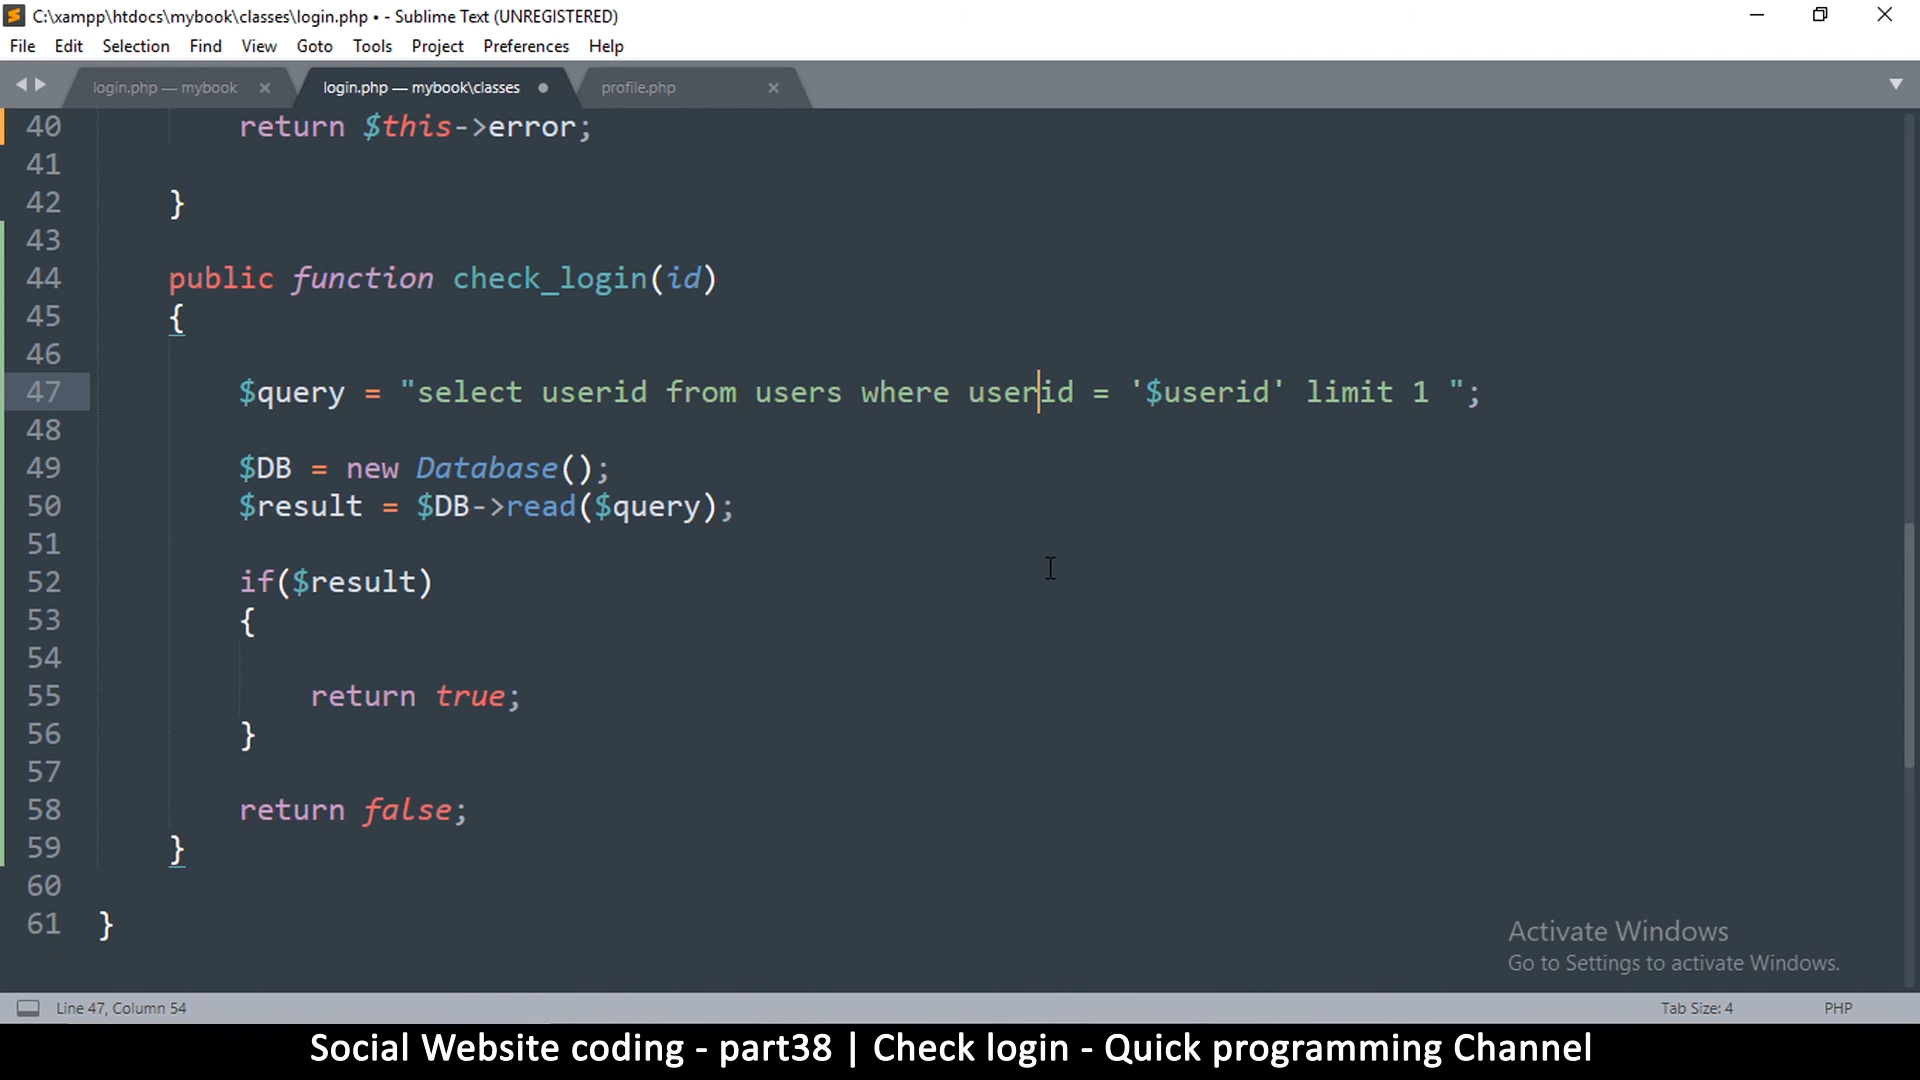 C:\xampp\htdocs\mybook\classes\login.php • - Sublime Text (UNREGISTERED)
File Edit Selection Find View Goto Tools Project Preferences Help
login.php — mybook × login.php — mybook\classes profile.php ×
40 return $this->error;
41
42 }
43
44 public function check_login(id)
45 {
46
47 $query = "select userid from users where userid = '$userid' limit 1 ";
48
49 $DB = new Database();
50 $result = $DB->read($query);
51
52 if($result)
53 {
54
55 return true;
56 }
57
58 return false;
59 }
60
61 }
Activate Windows
Go to Settings to activate Windows.
Line 47, Column 54 Tab Size: 4 PHP
Social Website coding - part38 | Check login - Quick programming Channel